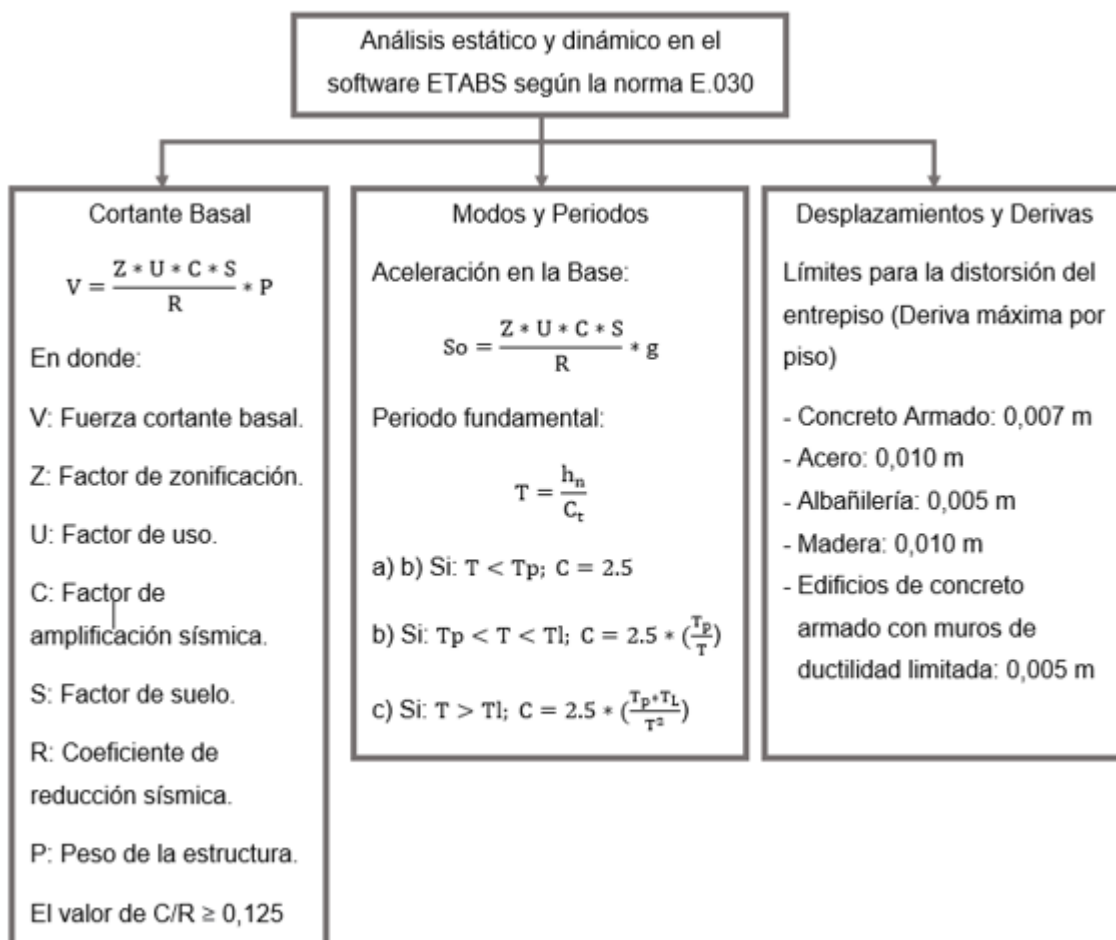 Análisis estático y dinámico en el
software ETABS según la norma E.030
Cortante Basal
V = Z * U * C * S / R * P
En donde:
V: Fuerza cortante basal.
Z: Factor de zonificación.
U: Factor de uso.
C: Factor de
amplificación sísmica.
S: Factor de suelo.
R: Coeficiente de
reducción sísmica.
P: Peso de la estructura.
El valor de C/R ≥ 0,125
Modos y Periodos
Aceleración en la Base:
So = Z * U * C * S / R * g
Periodo fundamental:
T = hn / Ct
a) b) Si: T < Tp; C = 2.5
b) Si: Tp < T < Tl; C = 2.5 * (Tp / T)
c) Si: T > Tl; C = 2.5 * (Tp*TL / T²)
Desplazamientos y Derivas
Límites para la distorsión del
entrepiso (Deriva máxima por
piso)
- Concreto Armado: 0,007 m
- Acero: 0,010 m
- Albañilería: 0,005 m
- Madera: 0,010 m
- Edificios de concreto
armado con muros de
ductilidad limitada: 0,005 m